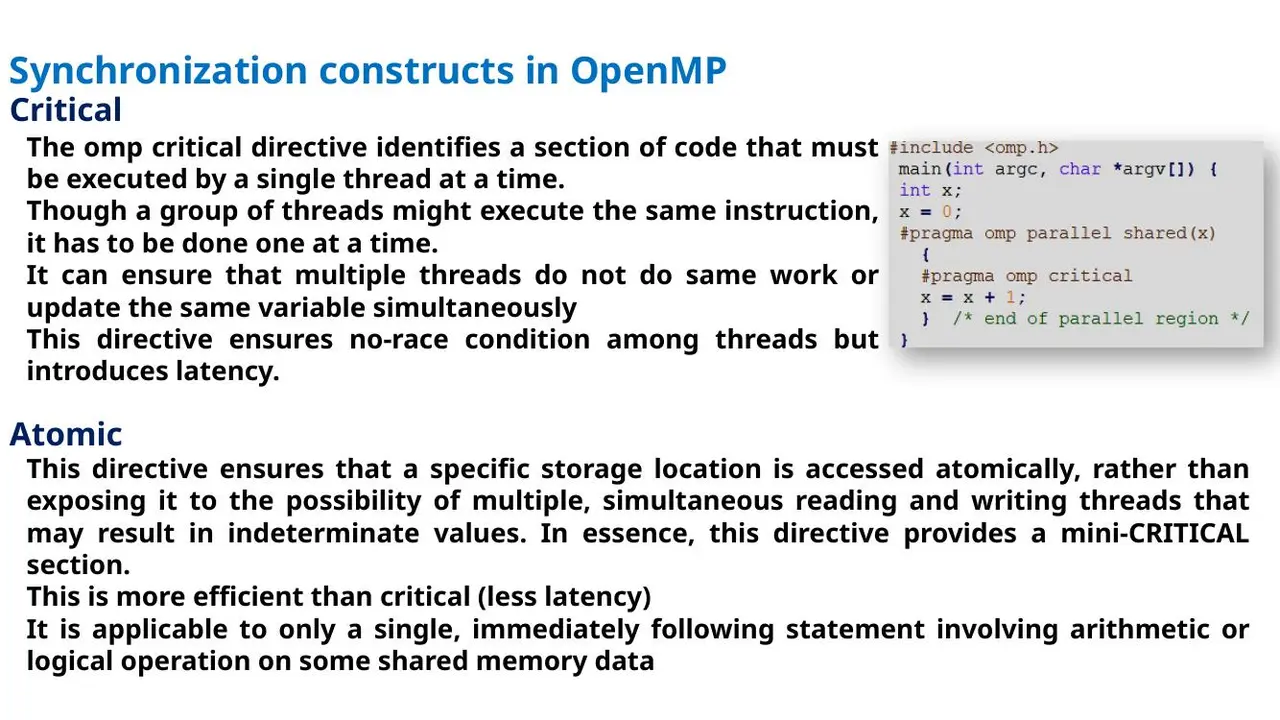 Synchronization constructs in OpenMP
Critical
The omp critical directive identifies a section of code that must
be executed by a single thread at a time.
Though a group of threads might execute the same instruction,
it has to be done one at a time.
It can ensure that multiple threads do not do same work or
update the same variable simultaneously
This directive ensures no-race condition among threads but
introduces latency.
#include <omp.h>
main(int argc, char *argv[]) {
int x;
x = 0;
#pragma omp parallel shared(x)
{
#pragma omp critical
x = x + 1;
} /* end of parallel region */
}
Atomic
This directive ensures that a specific storage location is accessed atomically, rather than
exposing it to the possibility of multiple, simultaneous reading and writing threads that
may result in indeterminate values. In essence, this directive provides a mini-CRITICAL
section.
This is more efficient than critical (less latency)
It is applicable to only a single, immediately following statement involving arithmetic or
logical operation on some shared memory data